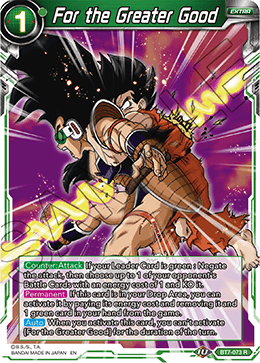 1
For the Greater Good
EXTRA
Counter:Attack If your Leader Card is green : Negate
the attack, then choose up to 1 of your opponent's
Battle Cards with an energy cost of 1 and KO it.
Permanent If this card is in your Drop Area, you can
activate it by paying its energy cost and removing it and
1 green card in your hand from the game.
Auto When you activate this card, you can't activate
{For the Greater Good} for the duration of the turn.
BANDAI MADE IN JAPAN EN
BT7-073 R